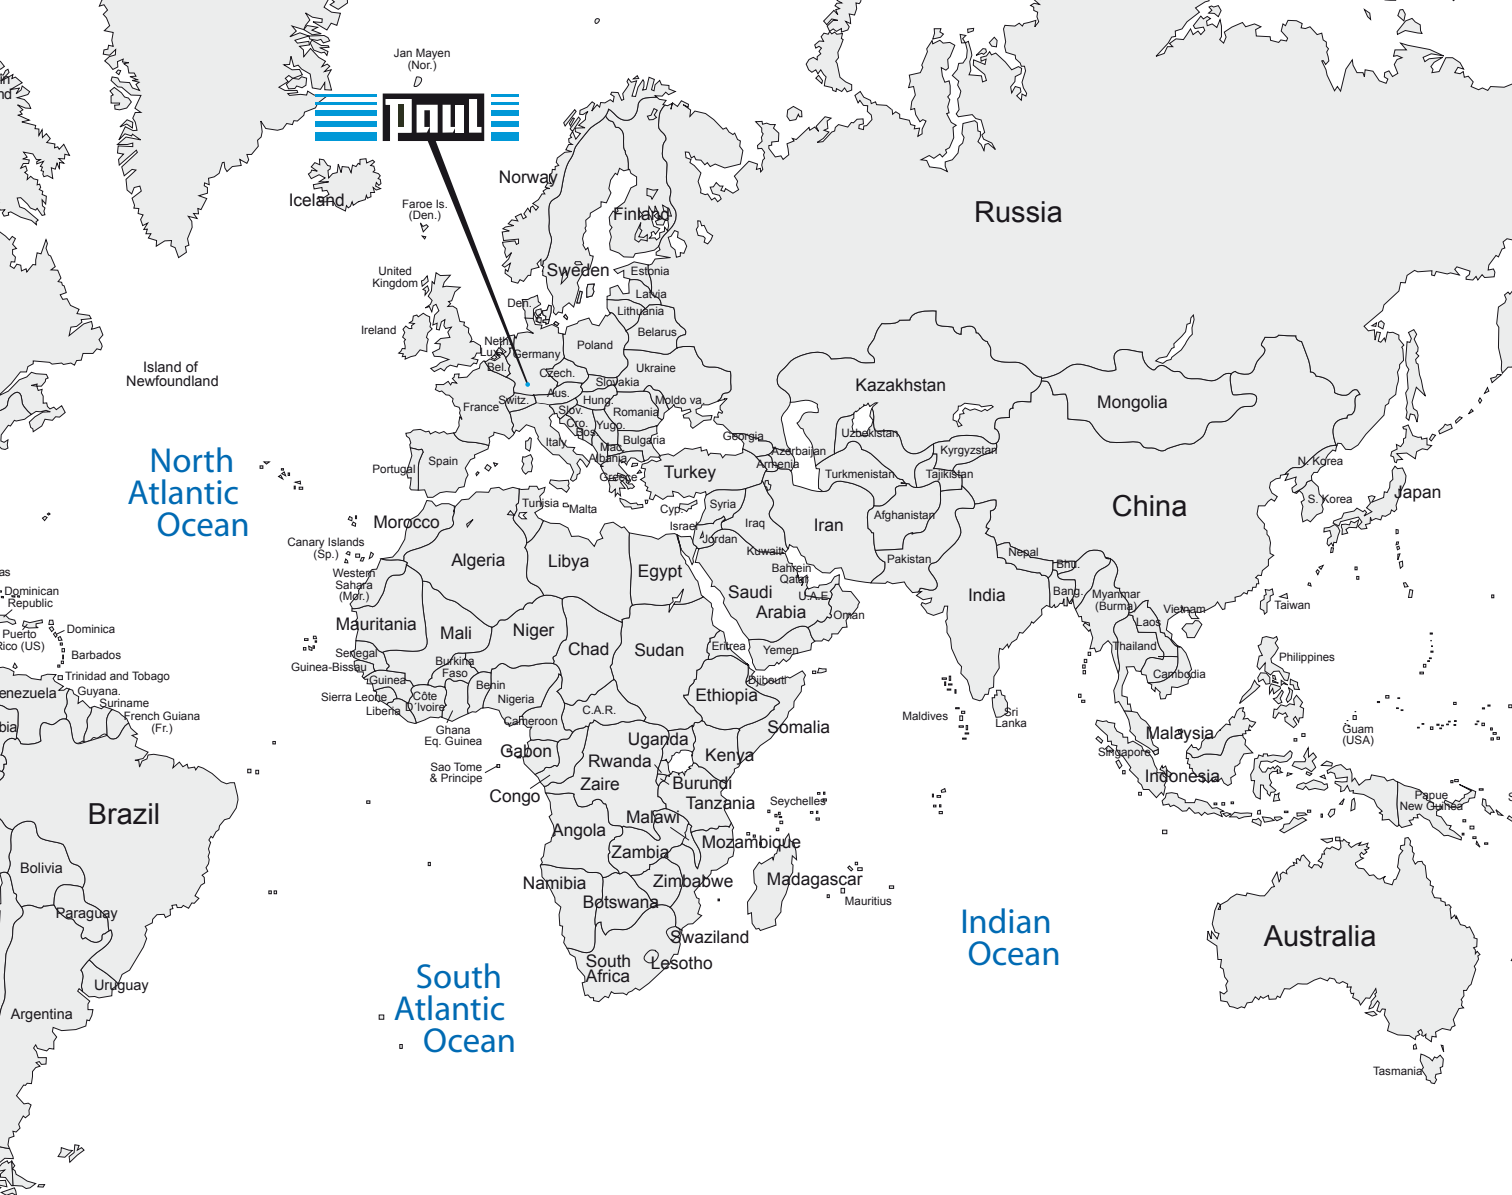 Jan Mayen
(Nor.)
Paul
Norway
Iceland
Faroe Is.
(Den.)
Finland
Russia
Sweden
Estonia
United
Kingdom
Latvia
Den.
Lithuania
Ireland
Belarus
Neth.
Lux.
Bel.
Germany
Poland
Island of
Newfoundland
Czech.
Ukraine
Slovakia
Kazakhstan
Aus.
Switz.
France
Hung.
Moldo va.
Mongolia
Slov.
Romania
Cro.
Bos.
Yugo.
Italy
Bulgaria
Mac.
Albania
Georgia
Uzbekistan
Azerbaijan
Armenia
Kyrgyzstan
North
Atlantic
Ocean
Portugal
Spain
Greece
Turkey
Turkmenistan
Tajikistan
N. Korea
S. Korea
Japan
China
Tunisia
Malta
Cyp.
Syria
Morocco
Israel
Jordan
Iraq
Iran
Afghanistan
Canary Islands
(Sp.)
Algeria
Libya
Egypt
Kuwait
Pakistan
Nepal
Bhu.
Western
Sahara
(Mor.)
Bahrein
Qatar
Saudi
Arabia
U.A.E.
Oman
India
Bang.
Myanmar
(Burma)
Vietnam
Laos
Taiwan
Dominican
Republic
Puerto
Rico (US)
Dominica
Barbados
Trinidad and Tobago
Mauritania
Mali
Niger
Chad
Sudan
Eritrea
Yemen
Thailand
Philippines
Senegal
Guinea-Bissau
Guinea
Burkina
Faso
Benin
Nigeria
Djibouti
Ethiopia
Cambodia
enezuela
Guyana.
Suriname
French Guiana
(Fr.)
bia
Sierra Leone
Liberia
Côte
D´Ivoire
Ghana
Eq. Guinea
Cameroon
C.A.R.
Somalia
Maldives
Sri
Lanka
Guam
(USA)
Malaysia
Singapore
Indonesia
Gabon
Uganda
Rwanda
Kenya
Sao Tome
& Principe
Congo
Zaire
Burundi
Tanzania
Seychelles
Papue
New Guinea
Brazil
Malawi
Angola
Mozambique
Zambia
Bolivia
Namibia
Zimbabwe
Madagascar
Mauritius
Botswana
Paraguay
Indian
Ocean
Australia
Swaziland
South
Africa
Lesotho
Uruguay
South
Atlantic
Ocean
Argentina
Tasmania